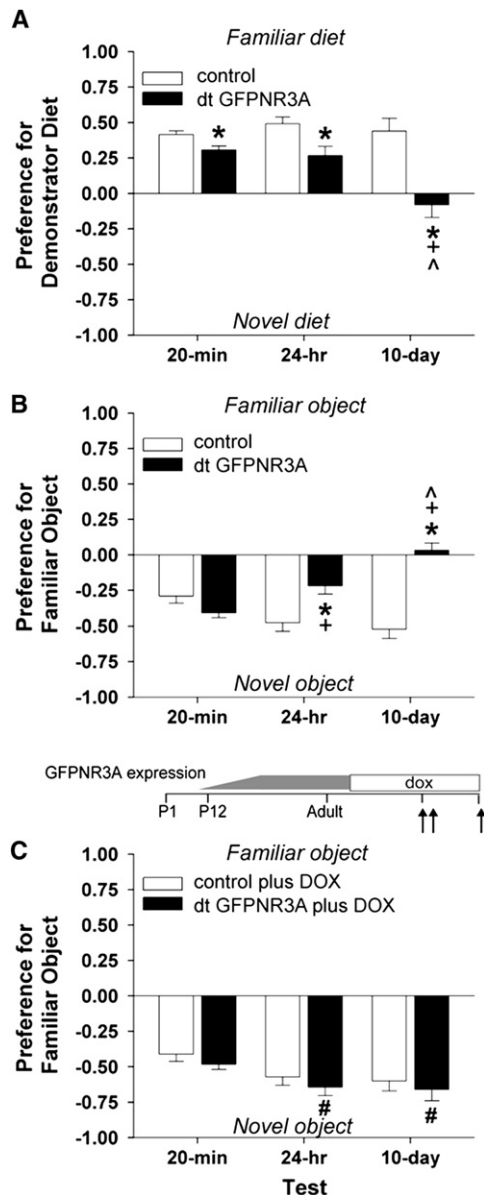 A
Familiar diet
control
dt GFPNR3A
Preference for
Demonstrator Diet
1.00
0.75
0.50
0.25
0.00
-0.25
-0.50
-0.75
-1.00
*
*
*
+
^
Novel diet
20-min 24-hr 10-day
B
Familiar object
control
dt GFPNR3A
Preference for
Familiar Object
1.00
0.75
0.50
0.25
0.00
-0.25
-0.50
-0.75
-1.00
^
+
*
*
+
Novel object
20-min 24-hr 10-day
GFPNR3A expression
dox
P1 P12 Adult
C
Familiar object
control plus DOX
dt GFPNR3A plus DOX
Preference for
Familiar Object
1.00
0.75
0.50
0.25
0.00
-0.25
-0.50
-0.75
-1.00
# #
Novel object
20-min 24-hr 10-day
Test